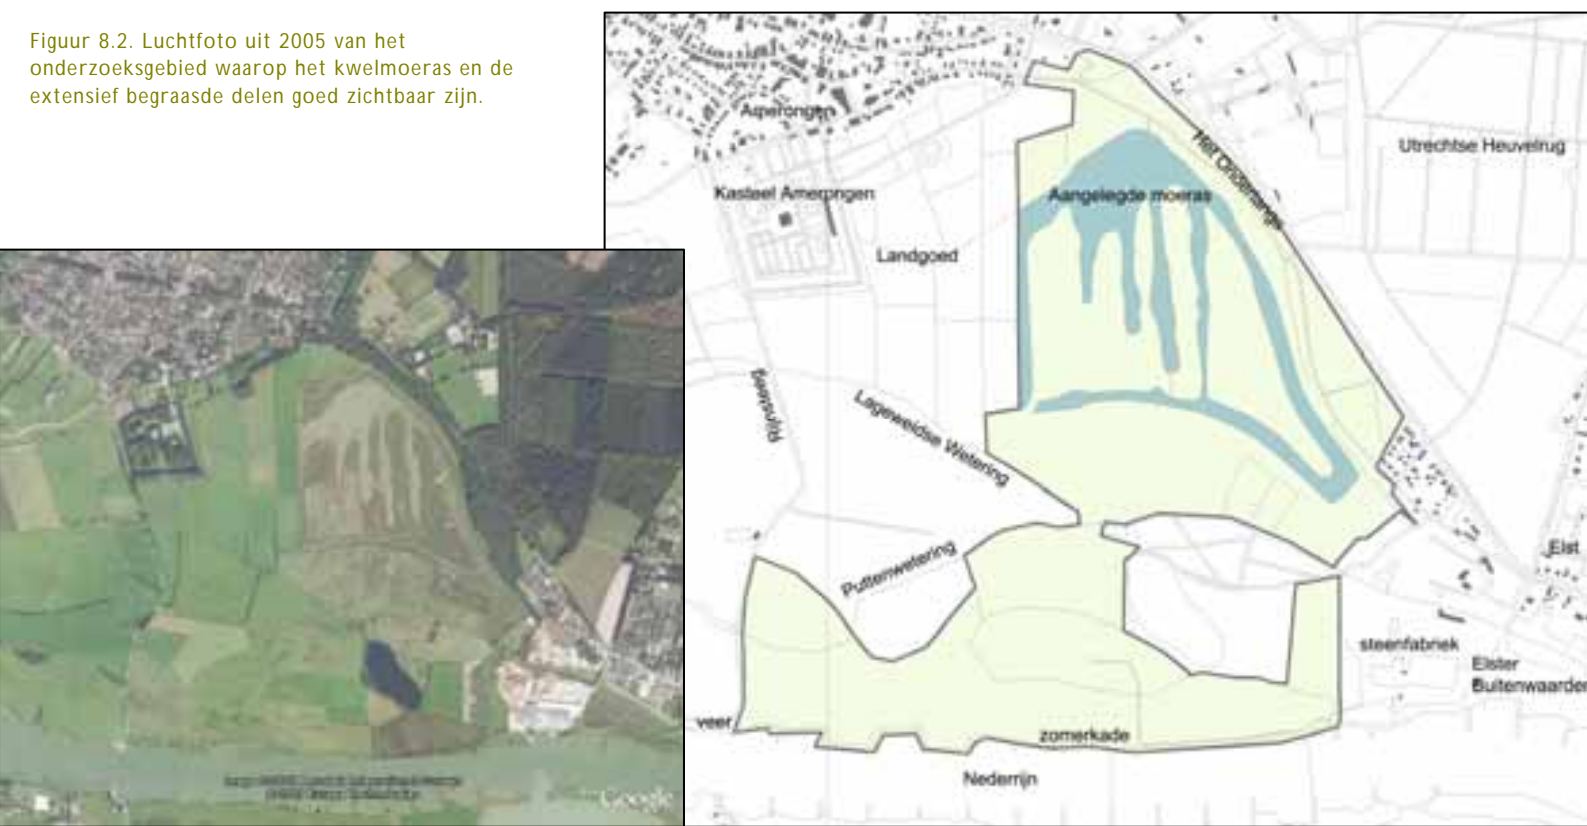 Figuur 8.2. Luchtfoto uit 2005 van het
onderzoeksgebied waarop het kwelmoeras en de
extensief begraasde delen goed zichtbaar zijn.
Amerongen
Het Onderlangs
Utrechtse Heuvelrug
Kasteel Amerongen
Aangelegde moeras
Landgoed
Rijnsteeg
Lageweidse Wetering
Puttenwetering
Elst
steenfabriek
Elster
Buitenwaarden
veer
zomerkade
Nederrijn
Google